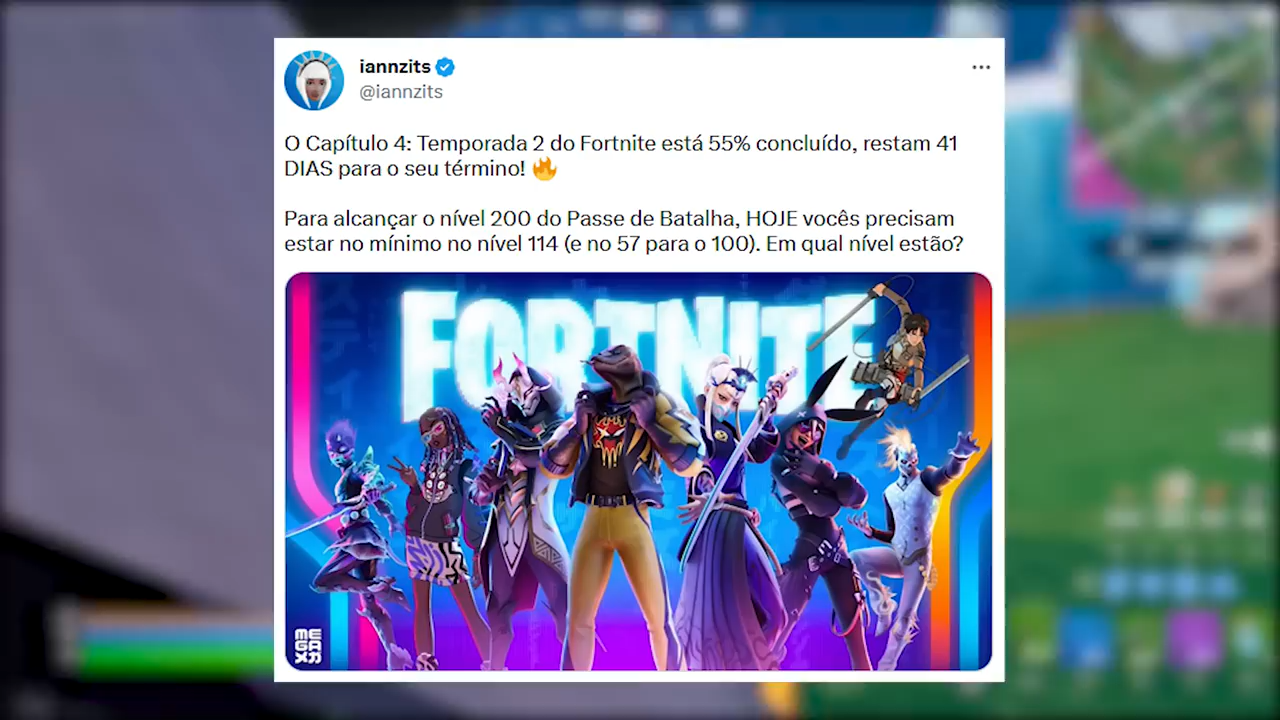 iannzits
@iannzits
O Capítulo 4: Temporada 2 do Fortnite está 55% concluído, restam 41
DIAS para o seu término! 🔥
Para alcançar o nível 200 do Passe de Batalha, HOJE vocês precisam
estar no mínimo no nível 114 (e no 57 para o 100). Em qual nível estão?
FORTNITE